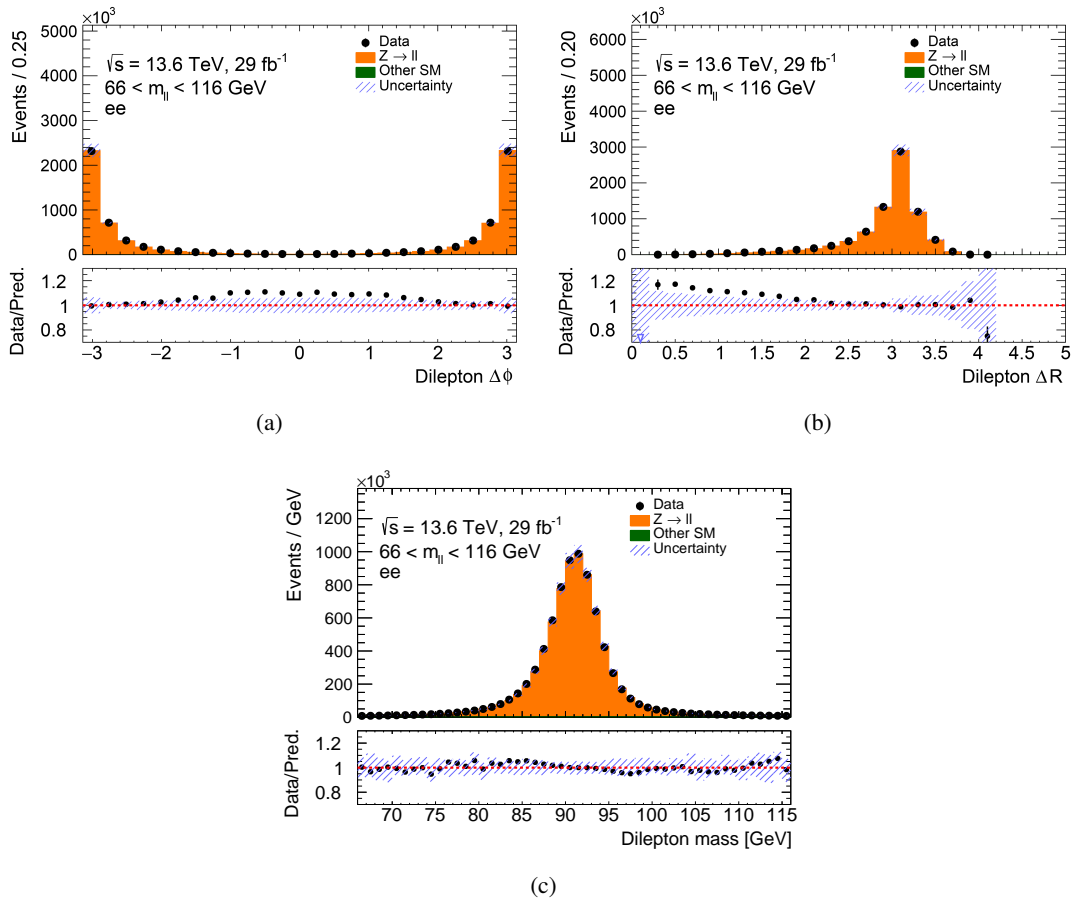 ×10³
Events / 0.25
5000
4000
3000
2000
1000
0
√s = 13.6 TeV, 29 fb⁻¹
66 < m_ll < 116 GeV
ee
Data
Z → ll
Other SM
Uncertainty
Data/Pred.
1.2
1
0.8
−3 −2 −1 0 1 2 3
Dilepton Δϕ
(a)
×10³
Events / 0.20
6000
5000
4000
3000
2000
1000
0
√s = 13.6 TeV, 29 fb⁻¹
66 < m_ll < 116 GeV
ee
Data
Z → ll
Other SM
Uncertainty
Data/Pred.
1.2
1
0.8
0 0.5 1 1.5 2 2.5 3 3.5 4 4.5 5
Dilepton ΔR
(b)
×10³
Events / GeV
1200
1000
800
600
400
200
0
√s = 13.6 TeV, 29 fb⁻¹
66 < m_ll < 116 GeV
ee
Data
Z → ll
Other SM
Uncertainty
Data/Pred.
1.2
1
0.8
70 75 80 85 90 95 100 105 110 115
Dilepton mass [GeV]
(c)